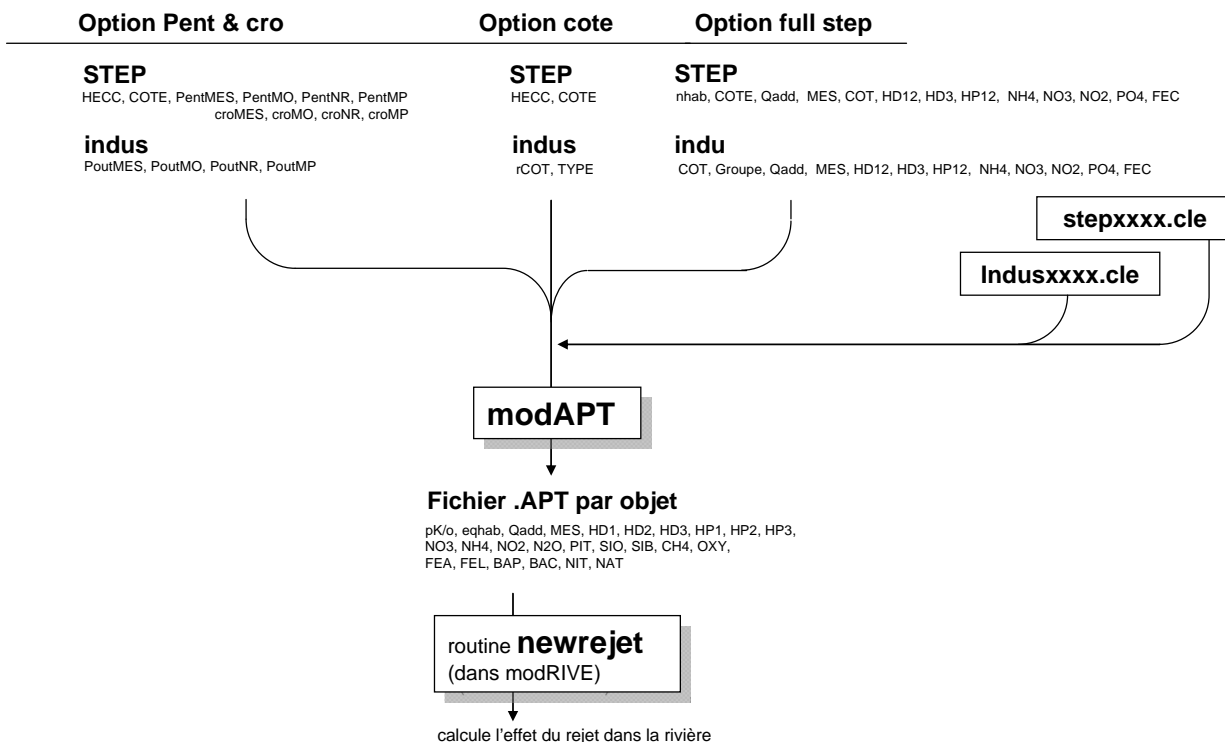 Option Pent & cro
Option cote
Option full step
STEP
HECC, COTE, PentMES, PentMO, PentNR, PentMP
croMES, croMO, croNR, croMP
indus
PoutMES, PoutMO, PoutNR, PoutMP
STEP
HECC, COTE
indus
rCOT, TYPE
STEP
nhab, COTE, Qadd, MES, COT, HD12, HD3, HP12, NH4, NO3, NO2, PO4, FEC
indu
COT, Groupe, Qadd, MES, HD12, HD3, HP12, NH4, NO3, NO2, PO4, FEC
stepxxxx.cle
Indusxxxx.cle
modAPT
Fichier .APT par objet
pK/o, eqhab, Qadd, MES, HD1, HD2, HD3, HP1, HP2, HP3,
NO3, NH4, NO2, N2O, PIT, SIO, SIB, CH4, OXY,
FEA, FEL, BAP, BAC, NIT, NAT
routine newrejet
(dans modRIVE)
calcule l'effet du rejet dans la rivière